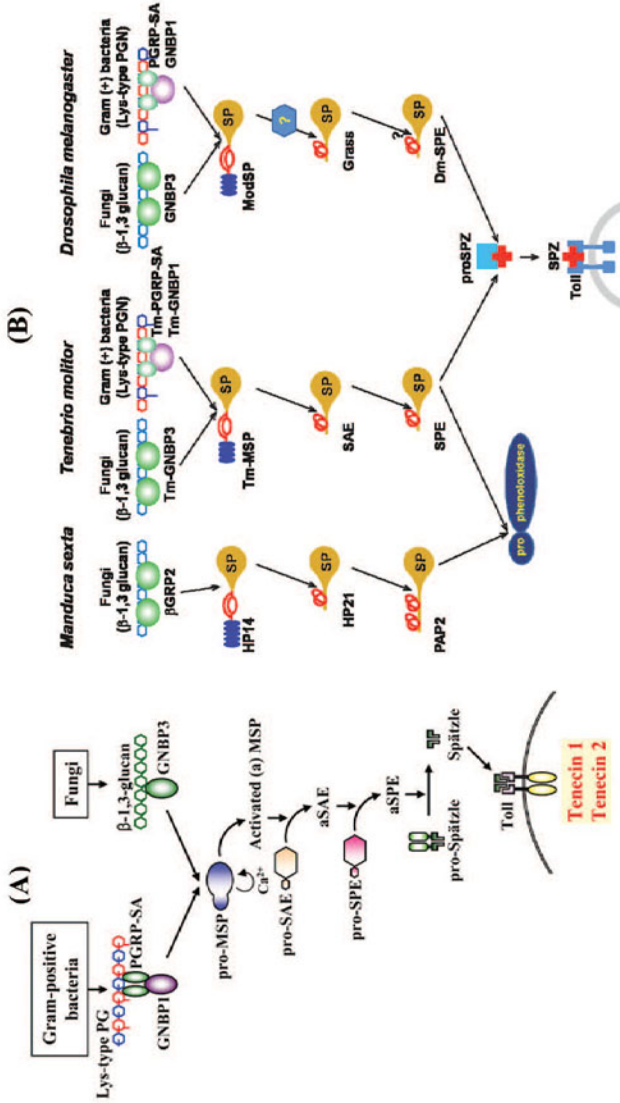 (A)
Gram-positive
bacteria
Fungi
Lys-type PG
PGRP-SA
GNBP1
β-1,3-glucan
GNBP3
pro-MSP
Ca2+
Activated (a) MSP
pro-SAE
aSAE
pro-SPE
aSPE
pro-Spätzle
Spätzle
Toll
Tenecin 1
Tenecin 2
(B)
Manduca sexta
Fungi
(β-1,3 glucan)
βGRP2
SP
HP14
SP
HP21
SP
PAP2
Tenebrio molitor
Fungi
(β-1,3 glucan)
Tm-GNBP3
Gram (+) bacteria
(Lys-type PGN)
Tm-PGRP-SA
Tm-GNBP1
SP
Tm-MSP
SP
SAE
SP
SPE
pro phenoloxidase
Drosophila melanogaster
Fungi
(β-1,3 glucan)
GNBP3
Gram (+) bacteria
(Lys-type PGN)
PGRP-SA
GNBP1
SP
ModSP
?
SP
Grass
?
SP
Dm-SPE
proSPZ
SPZ
Toll